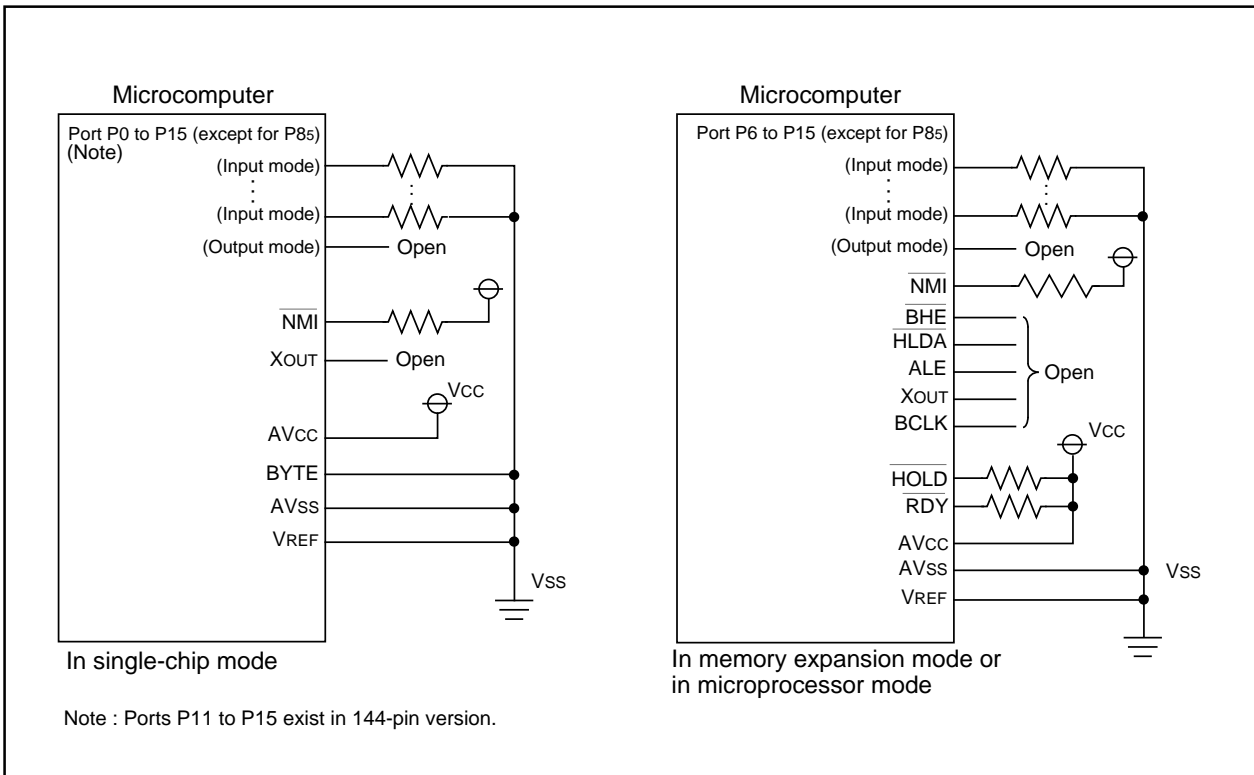 Microcomputer
Port P0 to P15 (except for P85)
(Note)
(Input mode)
(Input mode)
(Output mode)
Open
NMI
XOUT
Open
VCC
AVCC
BYTE
AVSS
VREF
VSS
In single-chip mode
Note : Ports P11 to P15 exist in 144-pin version.
Microcomputer
Port P6 to P15 (except for P85)
(Input mode)
(Input mode)
(Output mode)
Open
NMI
BHE
HLDA
ALE
Open
XOUT
BCLK
VCC
HOLD
RDY
AVCC
AVSS
VSS
VREF
In memory expansion mode or
in microprocessor mode